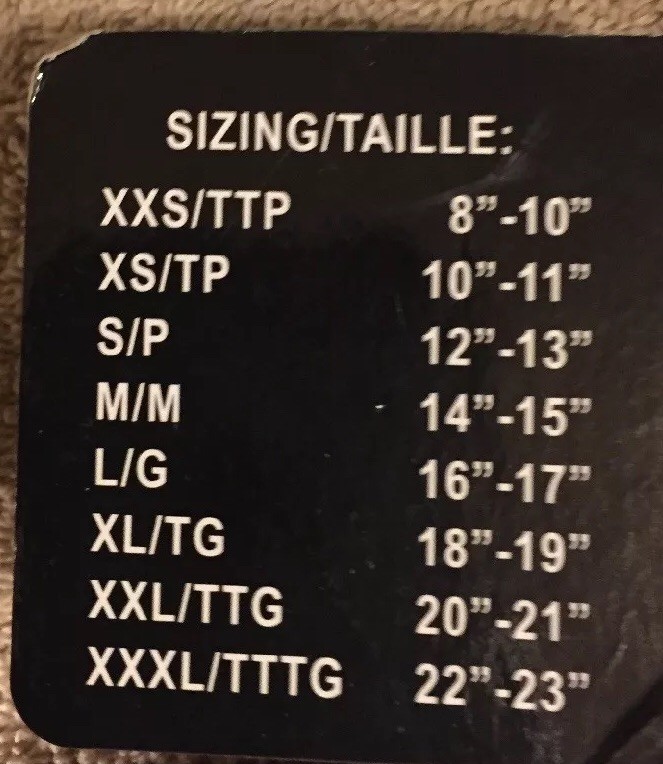 SIZING/TAILLE:
XXS/TTP 8”-10”
XS/TP 10”-11”
S/P 12”-13”
M/M 14”-15”
L/G 16”-17”
XL/TG 18”-19”
XXL/TTG 20”-21”
XXXL/TTTG 22”-23”